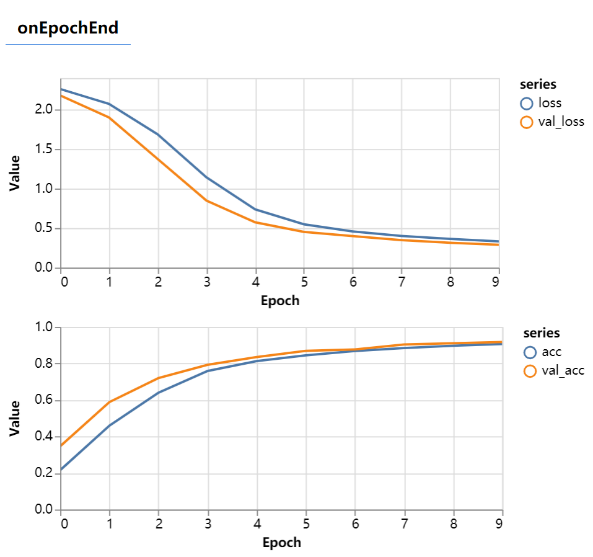 onEpochEnd
series
loss
val_loss
Value
2.0
1.5
1.0
0.5
0.0
0 1 2 3 4 5 6 7 8 9
Epoch
series
acc
val_acc
Value
1.0
0.8
0.6
0.4
0.2
0.0
0 1 2 3 4 5 6 7 8 9
Epoch